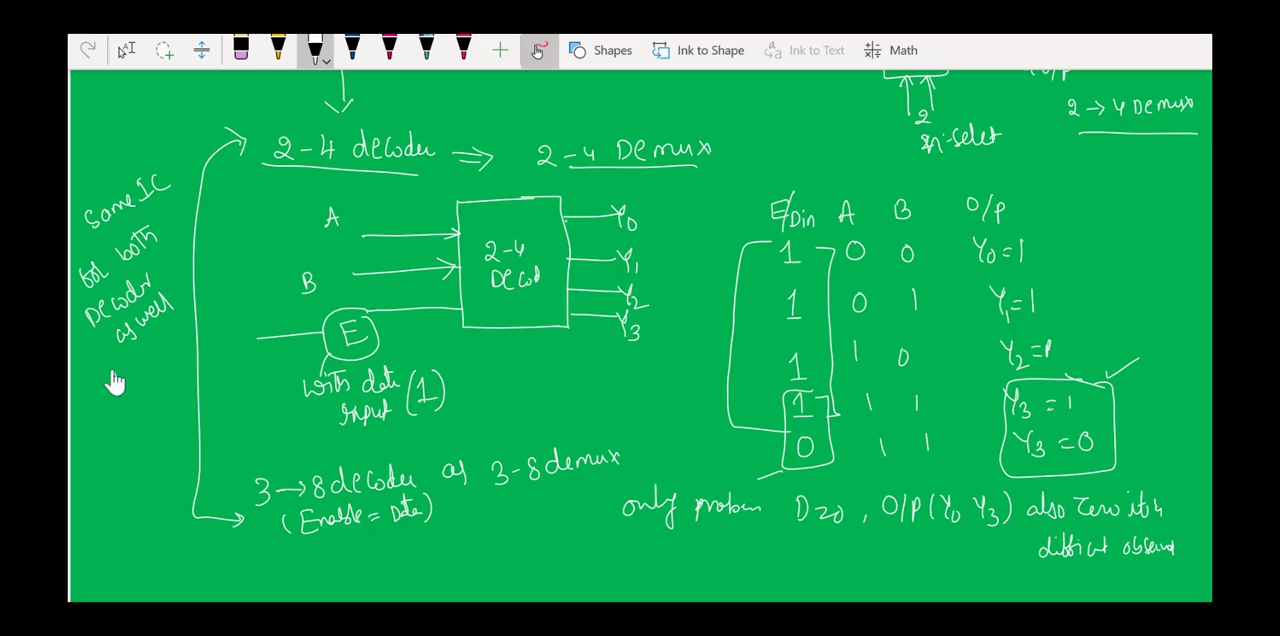 Shapes Ink to Shape Ink to Text Math
O/P
2 → 4 Demux
2
select
2-4 decoder ⇒ 2-4 Demux
Same IC
for both
Decoder
as well
A
B
E
with data
input (1)
2-4
Decod
Y0
Y1
Y2
Y3
E/Din A B O/P
1 0 0 Y0=1
1 0 1 Y1=1
1 1 0 Y2=1
1 1 1 Y3 = 1
0 1 1 Y3 = 0
3 → 8 decoder as 3-8 demux
(Enable = Data)
only D=0, O/P (Y0 Y3) also zero it is